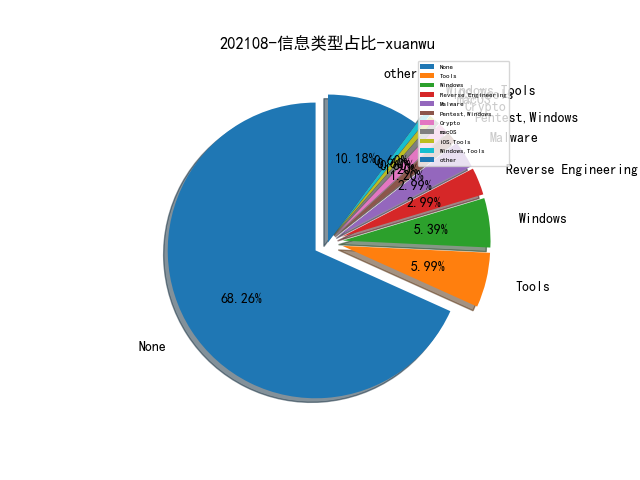 202108-信息类型占比-xuanwu
other
None
Tools
Windows
Reverse Engineering
Malware
Pentest,Windows
Crypto
macOS
iOS,Tools
Windows,Tools
other
Windows,Tools
Crypto
Pentest,Windows
Malware
Reverse Engineering
Windows
Tools
None
10.18%
1.20%
2.99%
2.99%
5.39%
5.99%
68.26%